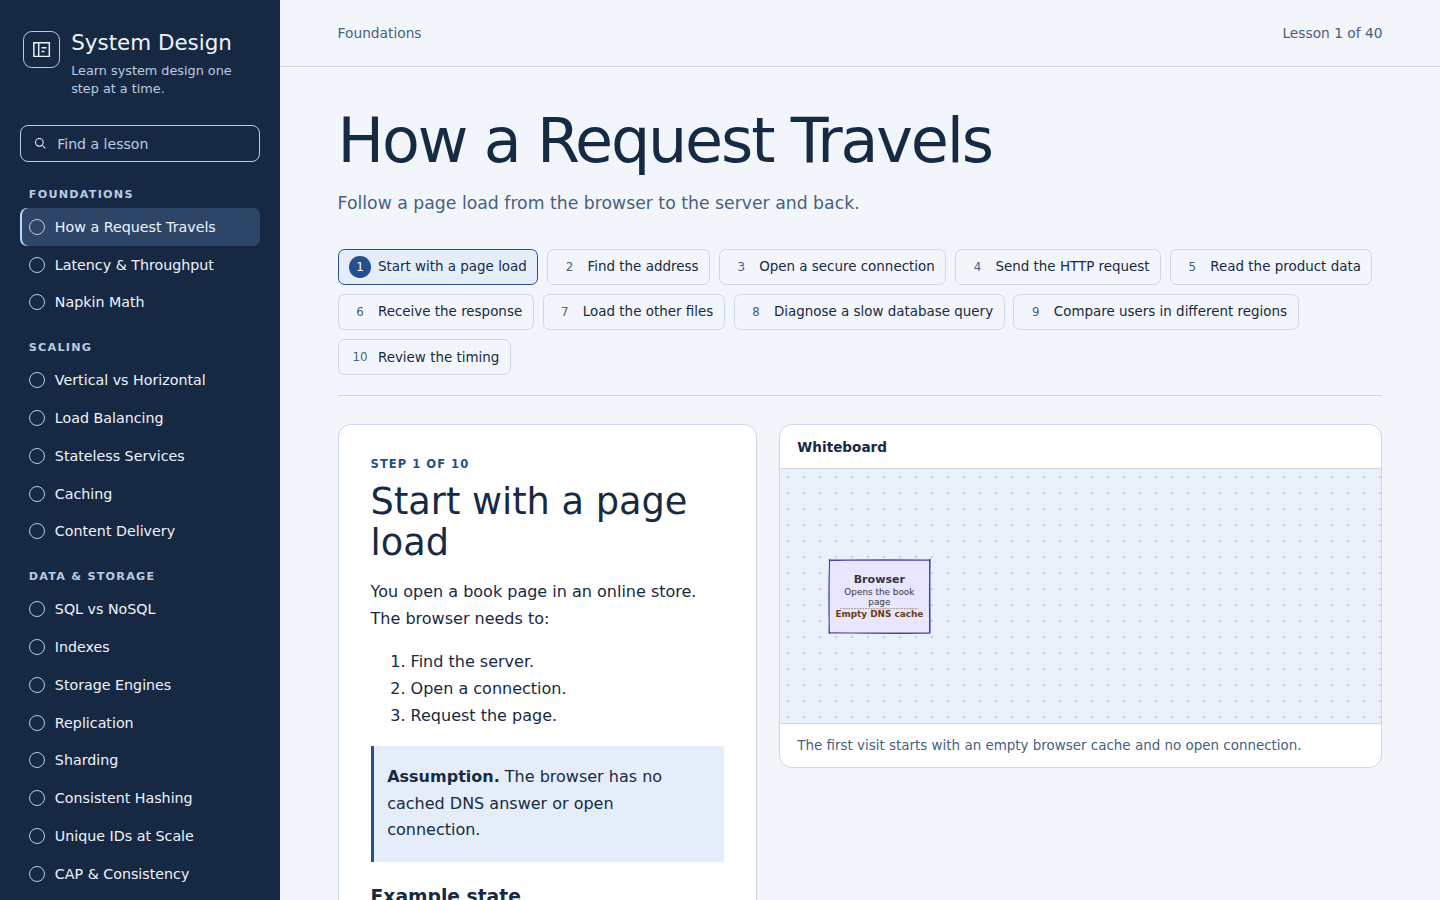 System Design
Learn system design one
step at a time.
Find a lesson
FOUNDATIONS
How a Request Travels
Latency & Throughput
Napkin Math
SCALING
Vertical vs Horizontal
Load Balancing
Stateless Services
Caching
Content Delivery
DATA & STORAGE
SQL vs NoSQL
Indexes
Storage Engines
Replication
Sharding
Consistent Hashing
Unique IDs at Scale
CAP & Consistency
Foundations
Lesson 1 of 40
How a Request Travels
Follow a page load from the browser to the server and back.
1 Start with a page load
2 Find the address
3 Open a secure connection
4 Send the HTTP request
5 Read the product data
6 Receive the response
7 Load the other files
8 Diagnose a slow database query
9 Compare users in different regions
10 Review the timing
STEP 1 OF 10
Start with a page
load
You open a book page in an online store.
The browser needs to:
1. Find the server.
2. Open a connection.
3. Request the page.
Assumption. The browser has no
cached DNS answer or open
connection.
Example state
Whiteboard
Browser
Opens the book
page
Empty DNS cache
The first visit starts with an empty browser cache and no open connection.